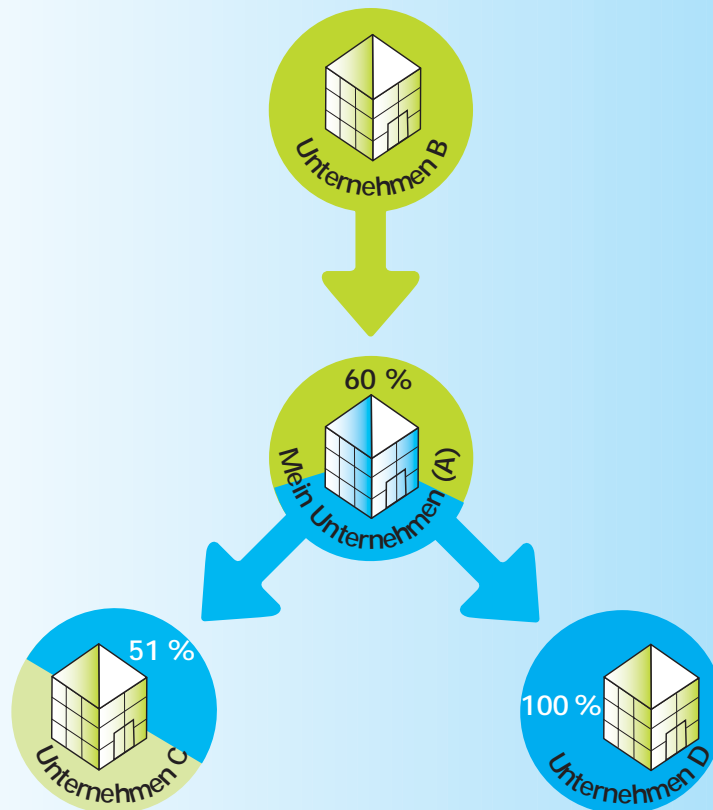 Unternehmen B
60 %
Mein Unternehmen (A)
51 %
Unternehmen C
100 %
Unternehmen D